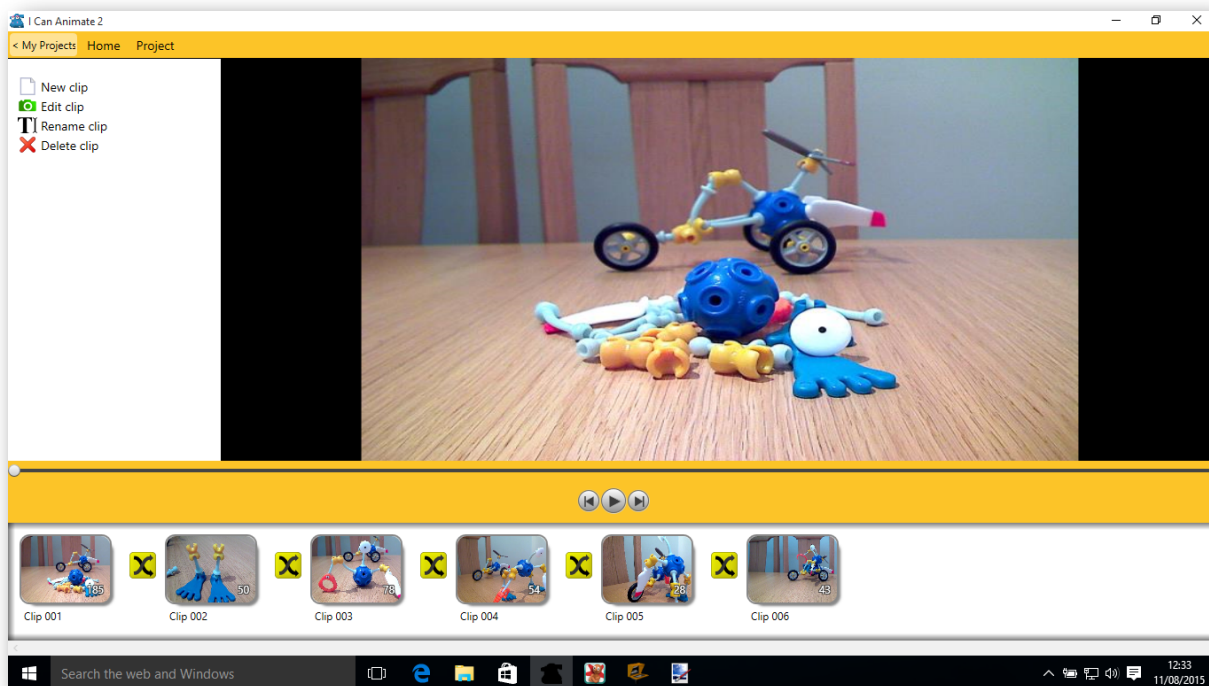 I Can Animate 2
< My Projects Home Project
New clip
Edit clip
Rename clip
Delete clip
185
50
78
54
28
43
Clip 001
Clip 002
Clip 003
Clip 004
Clip 005
Clip 006
Search the web and Windows
12:33
11/08/2015